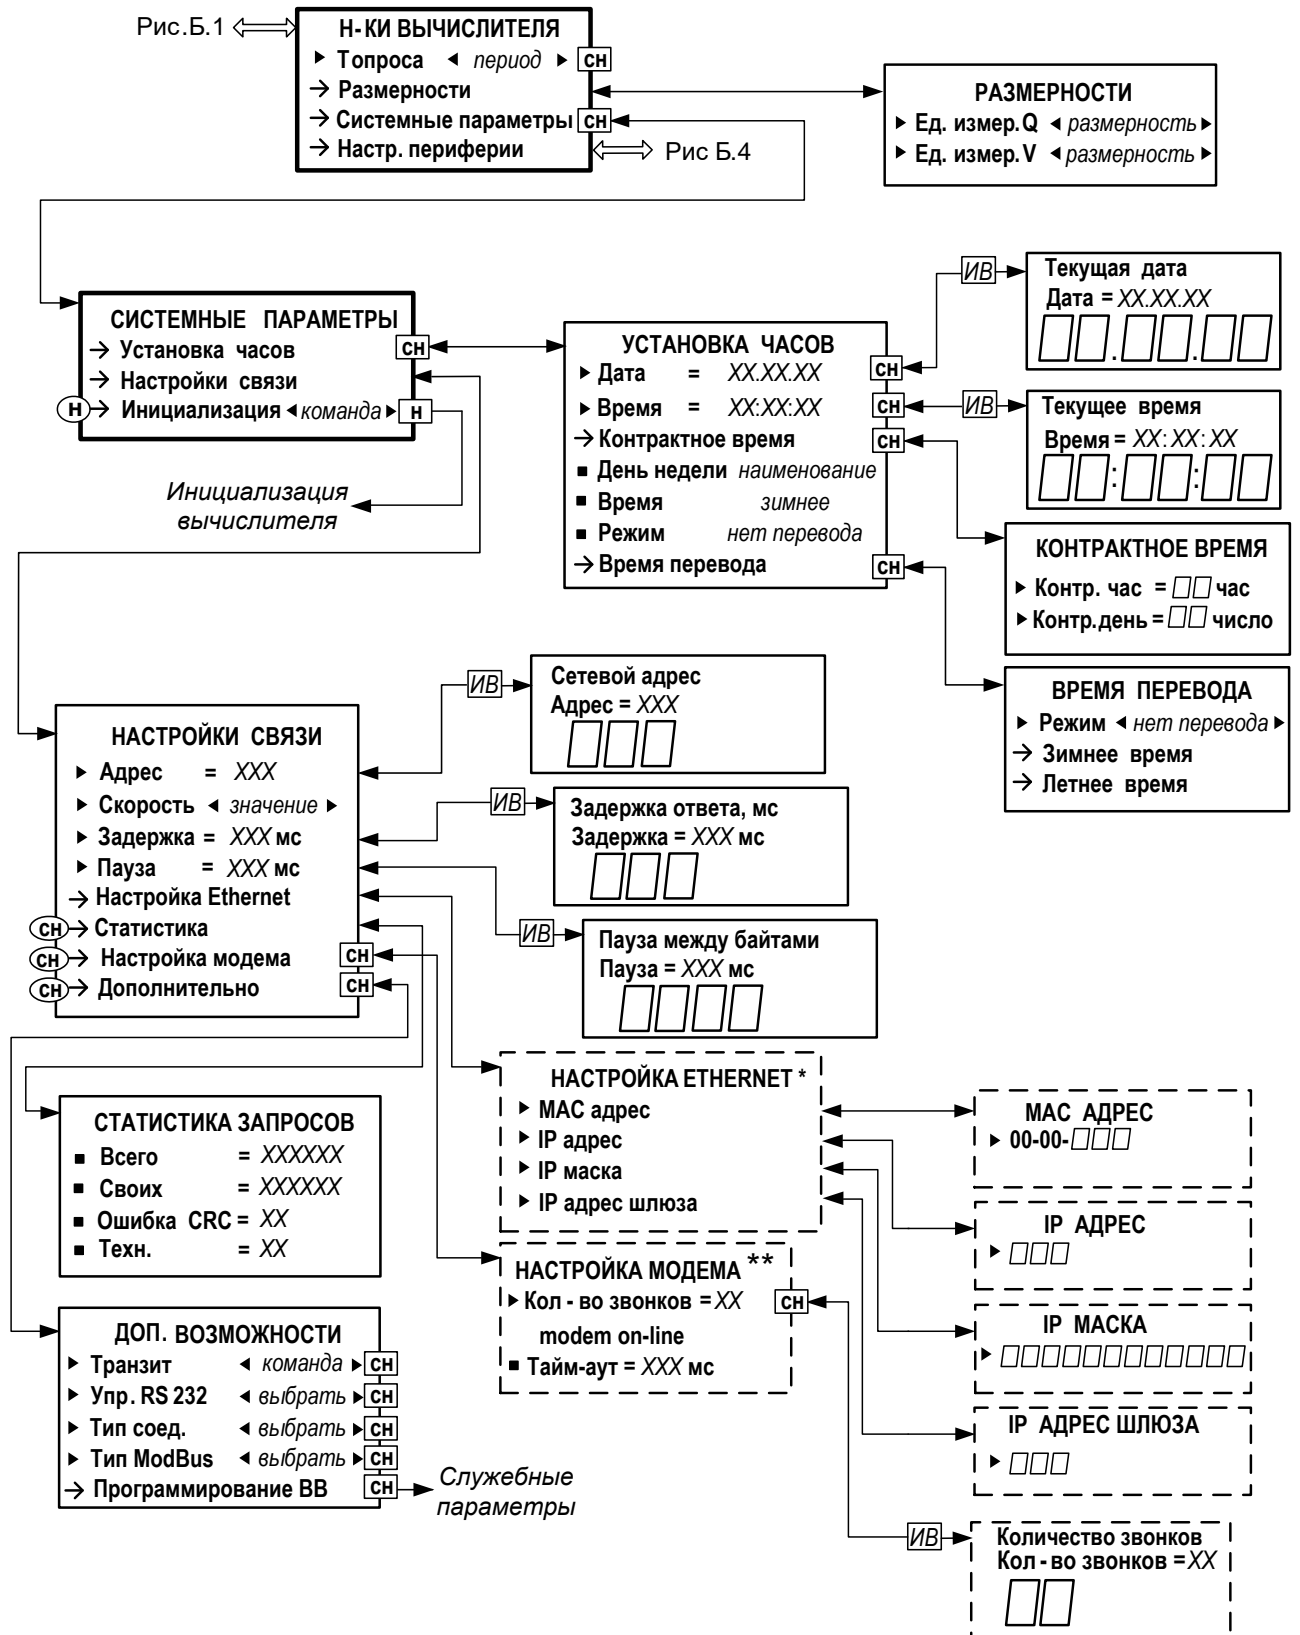 Рис.Б.1
Н-КИ ВЫЧИСЛИТЕЛЯ
Tопроса период СН
Размерности
Системные параметры СН
Настр. периферии
Рис Б.4
РАЗМЕРНОСТИ
Ед. измер.Q размерность
Ед. измер.V размерность
СИСТЕМНЫЕ ПАРАМЕТРЫ
Установка часов СН
Настройки связи
Н Инициализация команда Н
Инициализация
вычислителя
УСТАНОВКА ЧАСОВ
Дата = XX.XX.XX СН
Время = XX:XX:XX СН
Контрактное время СН
День недели наименование
Время зимнее
Режим нет перевода
Время перевода СН
ИВ
Текущая дата
Дата = XX.XX.XX
ИВ
Текущее время
Время = XX:XX:XX
КОНТРАКТНОЕ ВРЕМЯ
Контр. час = час
Контр.день = число
ВРЕМЯ ПЕРЕВОДА
Режим нет перевода
Зимнее время
Летнее время
НАСТРОЙКИ СВЯЗИ
Адрес = XXX
Скорость значение
Задержка = XXX мс
Пауза = XXX мс
Настройка Ethernet
СН Статистика
СН Настройка модема СН
СН Дополнительно СН
ИВ
Сетевой адрес
Адрес = XXX
ИВ
Задержка ответа, мс
Задержка = XXX мс
ИВ
Пауза между байтами
Пауза = XXX мс
СТАТИСТИКА ЗАПРОСОВ
Всего = XXXXXX
Своих = XXXXXX
Ошибка CRC = XX
Техн. = XX
НАСТРОЙКА ETHERNET *
MAC адрес
IP адрес
IP маска
IP адрес шлюза
MAC АДРЕС
00-00-
IP АДРЕС
IP МАСКА
IP АДРЕС ШЛЮЗА
НАСТРОЙКА МОДЕМА **
Кол - во звонков = XX СН
modem on-line
Тайм-аут = XXX мс
ДОП. ВОЗМОЖНОСТИ
Транзит команда СН
Упр. RS 232 выбрать СН
Тип соед. выбрать СН
Тип ModBus выбрать СН
Программирование ВВ СН
Служебные
параметры
ИВ
Количество звонков
Кол - во звонков = XX